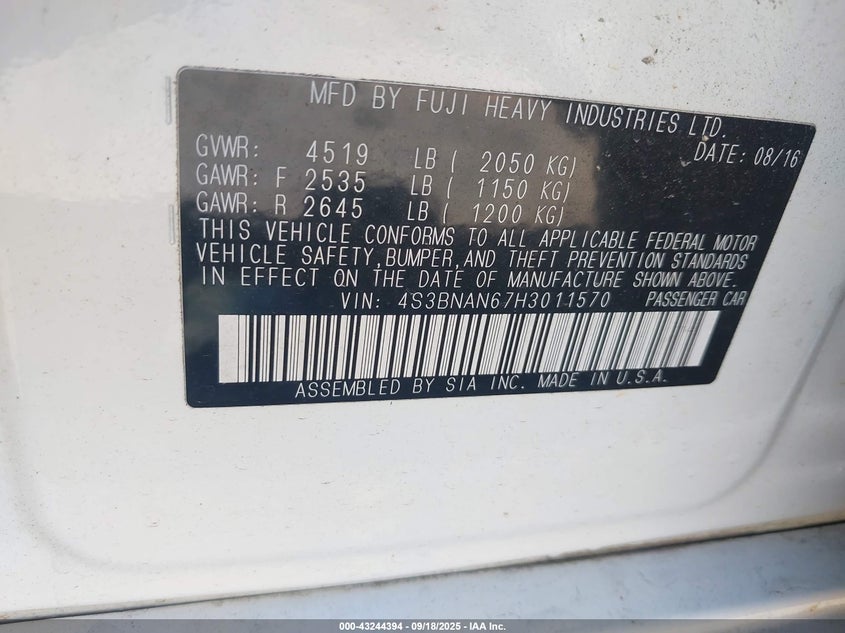 MFD BY FUJI HEAVY INDUSTRIES LTD.
GVWR: 4519 LB ( 2050 KG) DATE: 08/16
GAWR: F 2535 LB ( 1150 KG)
GAWR: R 2645 LB ( 1200 KG)
THIS VEHICLE CONFORMS TO ALL APPLICABLE FEDERAL MOTOR
VEHICLE SAFETY, BUMPER, AND THEFT PREVENTION STANDARDS
IN EFFECT ON THE DATE OF MANUFACTURE SHOWN ABOVE.
VIN: 4S3BNAN67H3011570 PASSENGER CAR
ASSEMBLED BY SIA INC. MADE IN U.S.A.
000-43244394 - 09/18/2025 - IAA Inc.